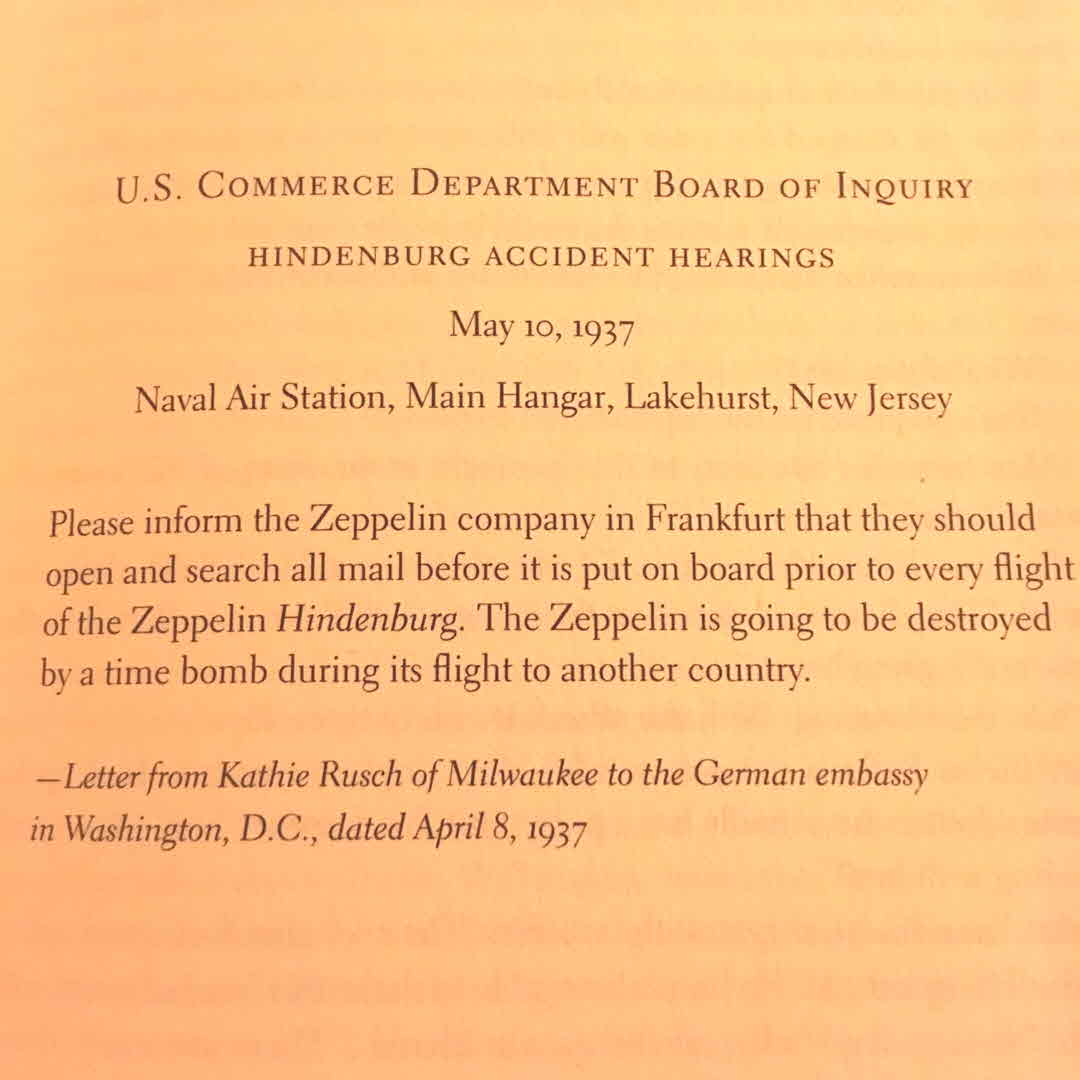 U.S. Commerce Department Board of Inquiry
HINDENBURG ACCIDENT HEARINGS
May 10, 1937
Naval Air Station, Main Hangar, Lakehurst, New Jersey
Please inform the Zeppelin company in Frankfurt that they should
open and search all mail before it is put on board prior to every flight
of the Zeppelin Hindenburg. The Zeppelin is going to be destroyed
by a time bomb during its flight to another country.
—Letter from Kathie Rusch of Milwaukee to the German embassy
in Washington, D.C., dated April 8, 1937